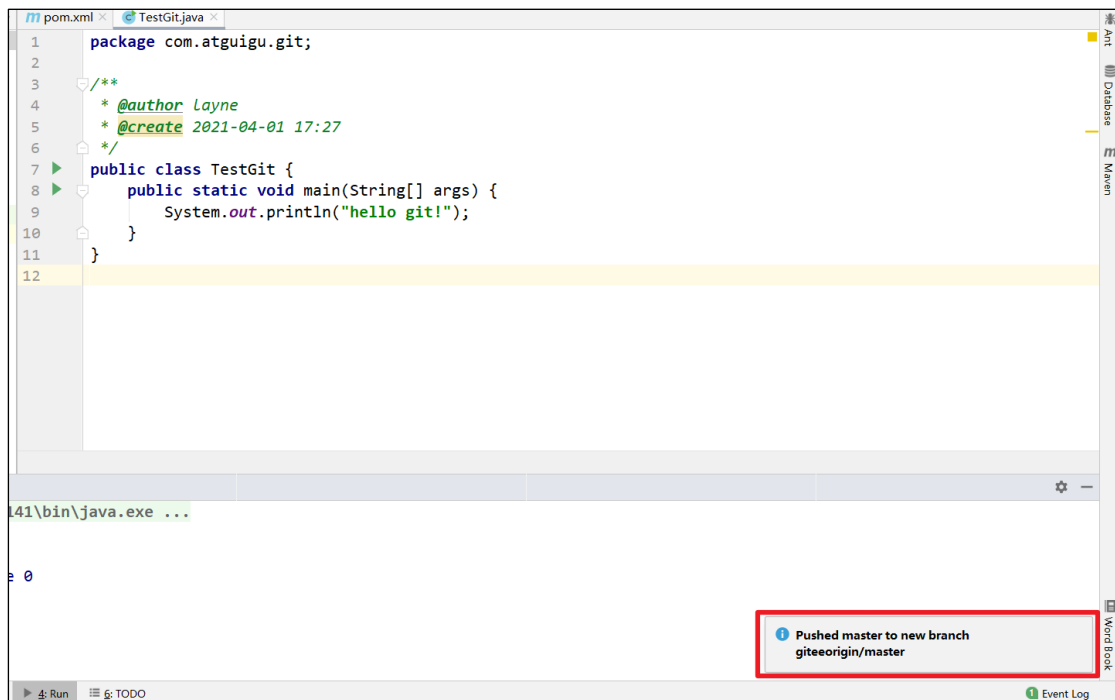 pom.xml TestGit.java
1 package com.atguigu.git;
2
3 /**
4 * @author layne
5 * @create 2021-04-01 17:27
6 */
7 public class TestGit {
8 public static void main(String[] args) {
9 System.out.println("hello git!");
10 }
11 }
12
Ant
Database
Maven
141\bin\java.exe ...
e 0
Pushed master to new branch
giteeorigin/master
Word Book
4: Run 6: TODO 1 Event Log